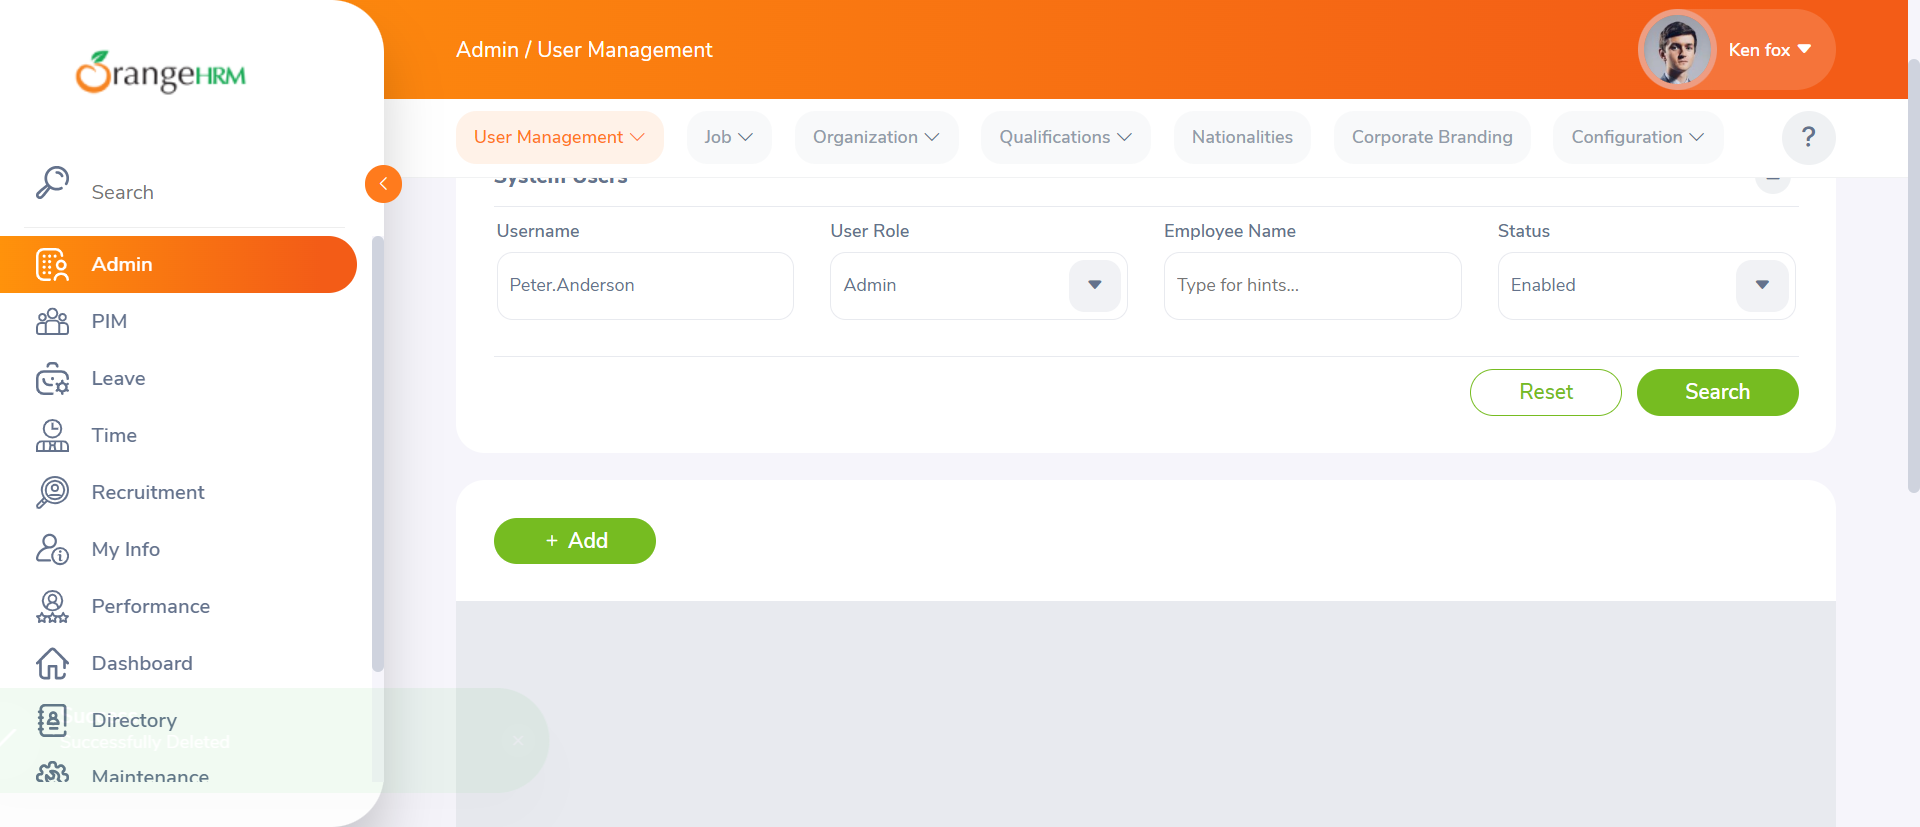 OrangeHRM
Search
Admin
PIM
Leave
Time
Recruitment
My Info
Performance
Dashboard
Directory
Maintenance
Successfully Deleted
Admin / User Management
Ken fox
User Management
Job
Organization
Qualifications
Nationalities
Corporate Branding
Configuration
?
System Users
Username
User Role
Employee Name
Status
Peter.Anderson
Admin
Type for hints...
Enabled
Reset
Search
+ Add